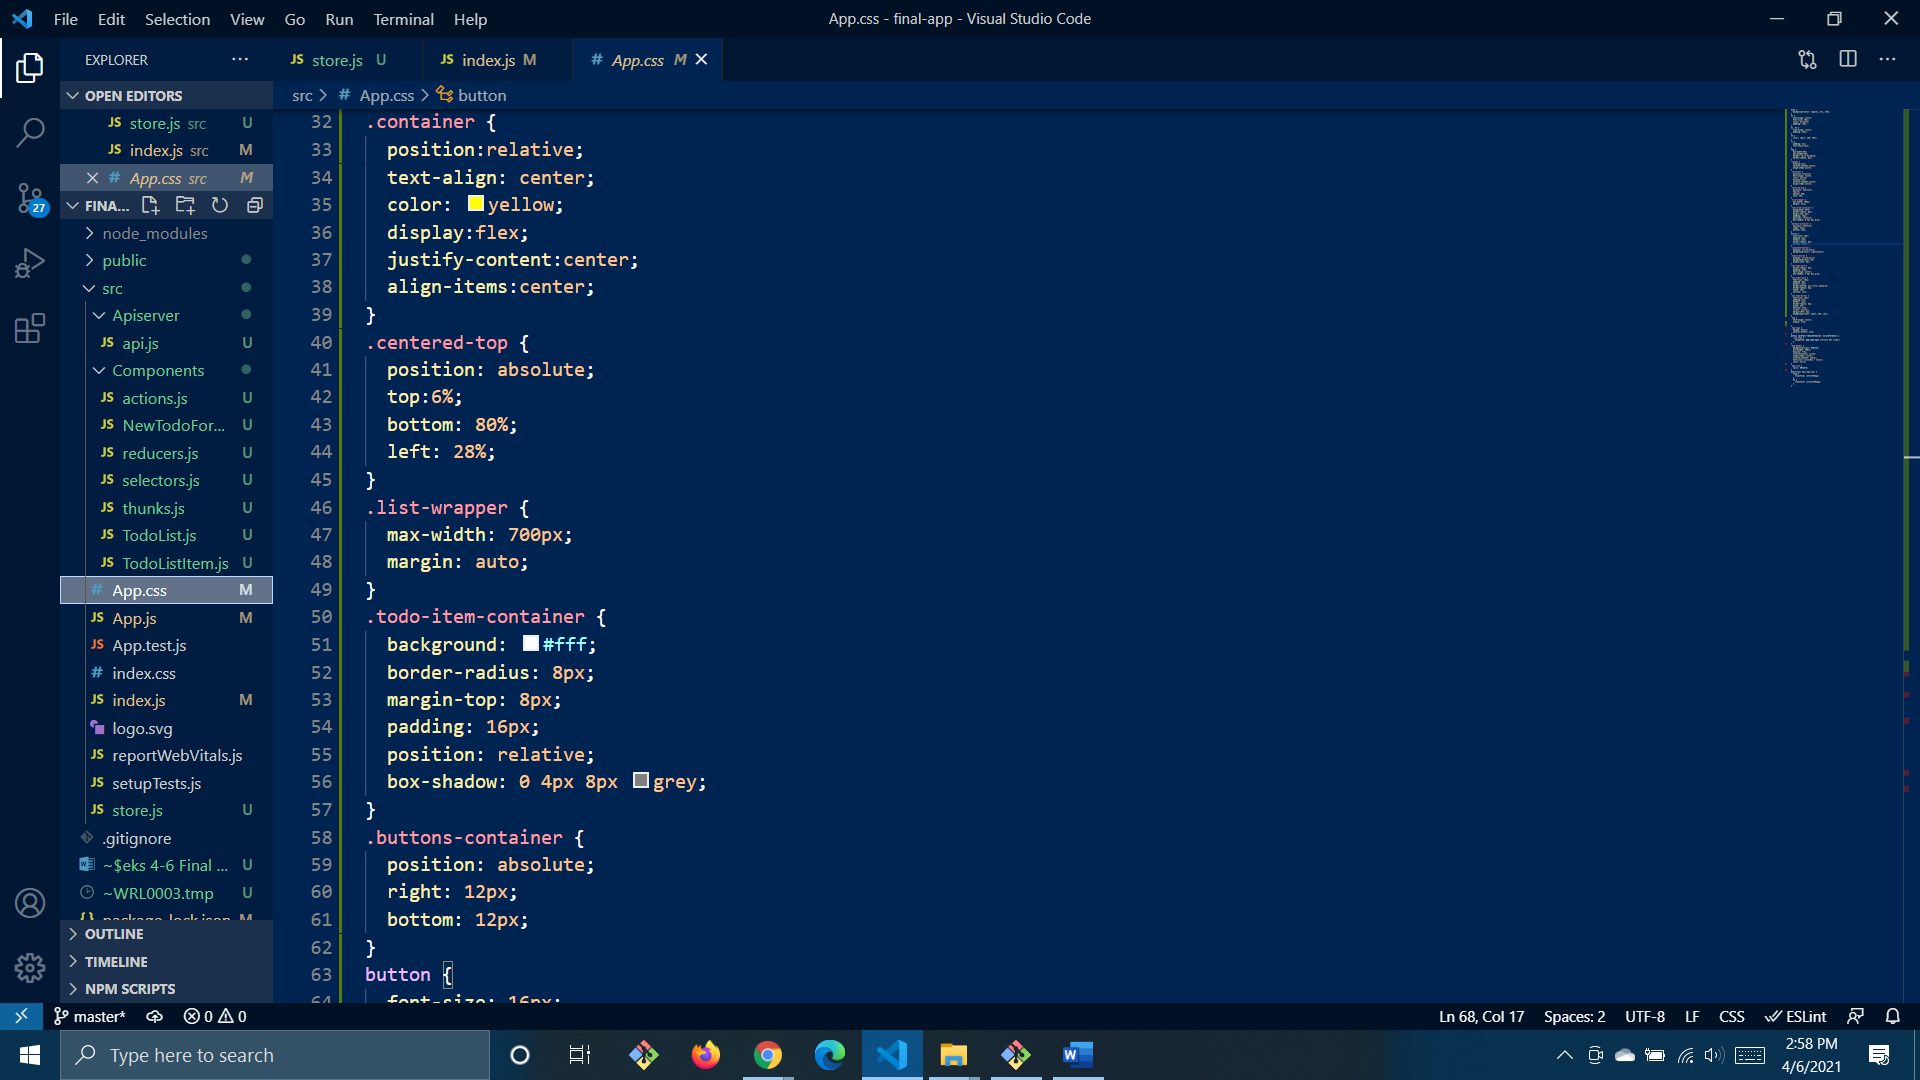 File Edit Selection View Go Run Terminal Help
App.css - final-app - Visual Studio Code
EXPLORER
JS store.js U
JS index.js M
# App.css M
OPEN EDITORS
src > # App.css > button
JS store.js src U
JS index.js src M
# App.css src M
FINA...
27
node_modules
public
src
Apiserver
JS api.js U
Components
JS actions.js U
JS NewTodoFor... U
JS reducers.js U
JS selectors.js U
JS thunks.js U
JS TodoList.js U
JS TodoListItem.js U
# App.css M
JS App.js M
JS App.test.js
# index.css
JS index.js M
logo.svg
JS reportWebVitals.js
JS setupTests.js
JS store.js U
.gitignore
~$eks 4-6 Final ... U
~WRL0003.tmp U
{} package-lock.json M
OUTLINE
TIMELINE
NPM SCRIPTS
32 .container {
33 position:relative;
34 text-align: center;
35 color: yellow;
36 display:flex;
37 justify-content:center;
38 align-items:center;
39 }
40 .centered-top {
41 position: absolute;
42 top:6%;
43 bottom: 80%;
44 left: 28%;
45 }
46 .list-wrapper {
47 max-width: 700px;
48 margin: auto;
49 }
50 .todo-item-container {
51 background: #fff;
52 border-radius: 8px;
53 margin-top: 8px;
54 padding: 16px;
55 position: relative;
56 box-shadow: 0 4px 8px grey;
57 }
58 .buttons-container {
59 position: absolute;
60 right: 12px;
61 bottom: 12px;
62 }
63 button {
64 font-size: 16px;
master* 0 0
Ln 68, Col 17 Spaces: 2 UTF-8 LF CSS ESLint
Type here to search
2:58 PM
4/6/2021